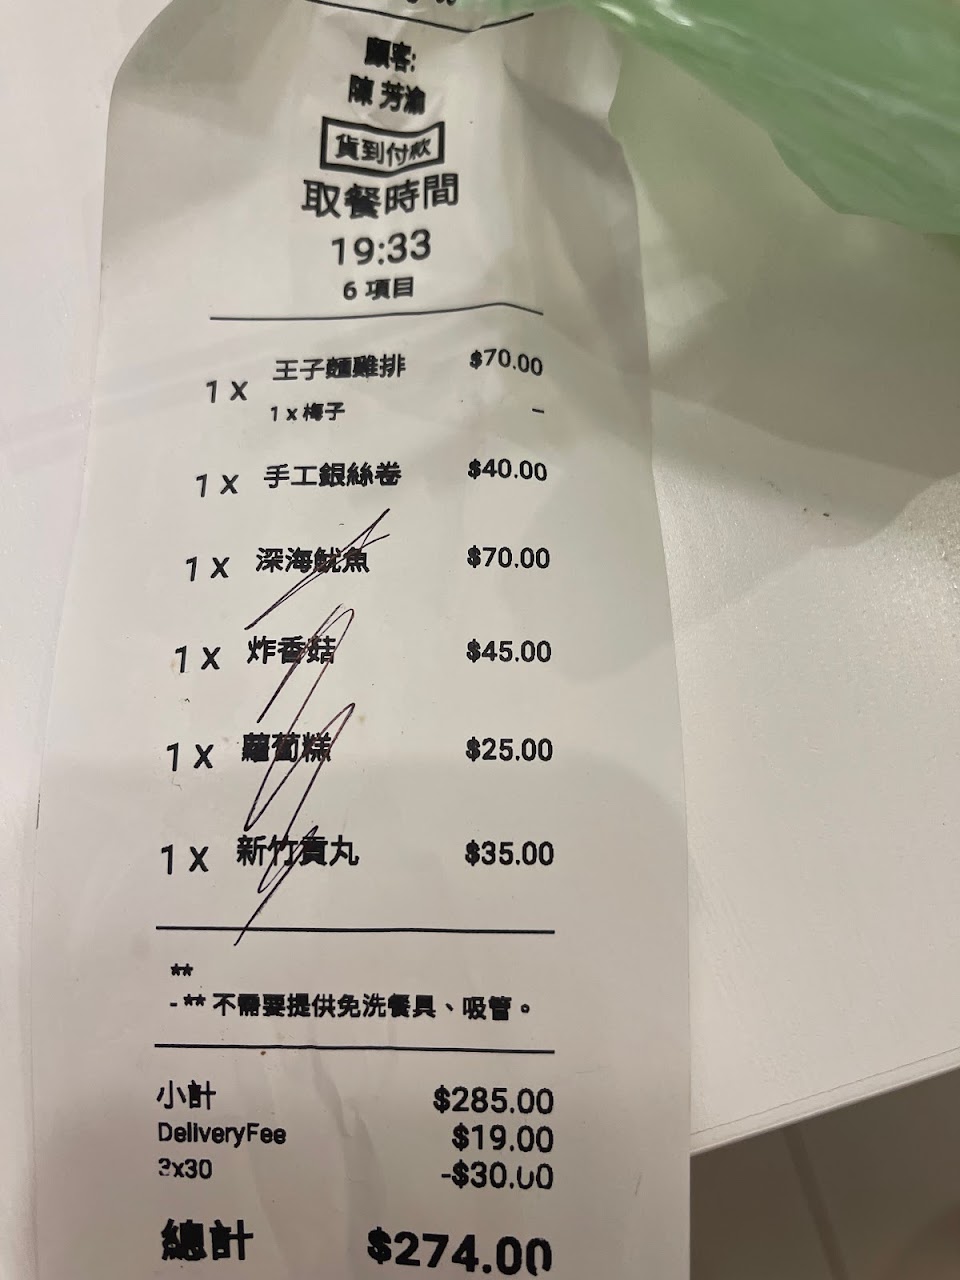 顧客:
陳 芳渝
貨到付款
取餐時間
19:33
6 項目
1 x 王子麵雞排 $70.00
1 x 梅子 -
1 x 手工銀絲卷 $40.00
1 x 深海魷魚 $70.00
1 x 炸香菇 $45.00
1 x 蘿蔔糕 $25.00
1 x 新竹貢丸 $35.00
**
- ** 不需要提供免洗餐具、吸管。
小計 $285.00
DeliveryFee $19.00
3x30 -$30.00
總計 $274.00